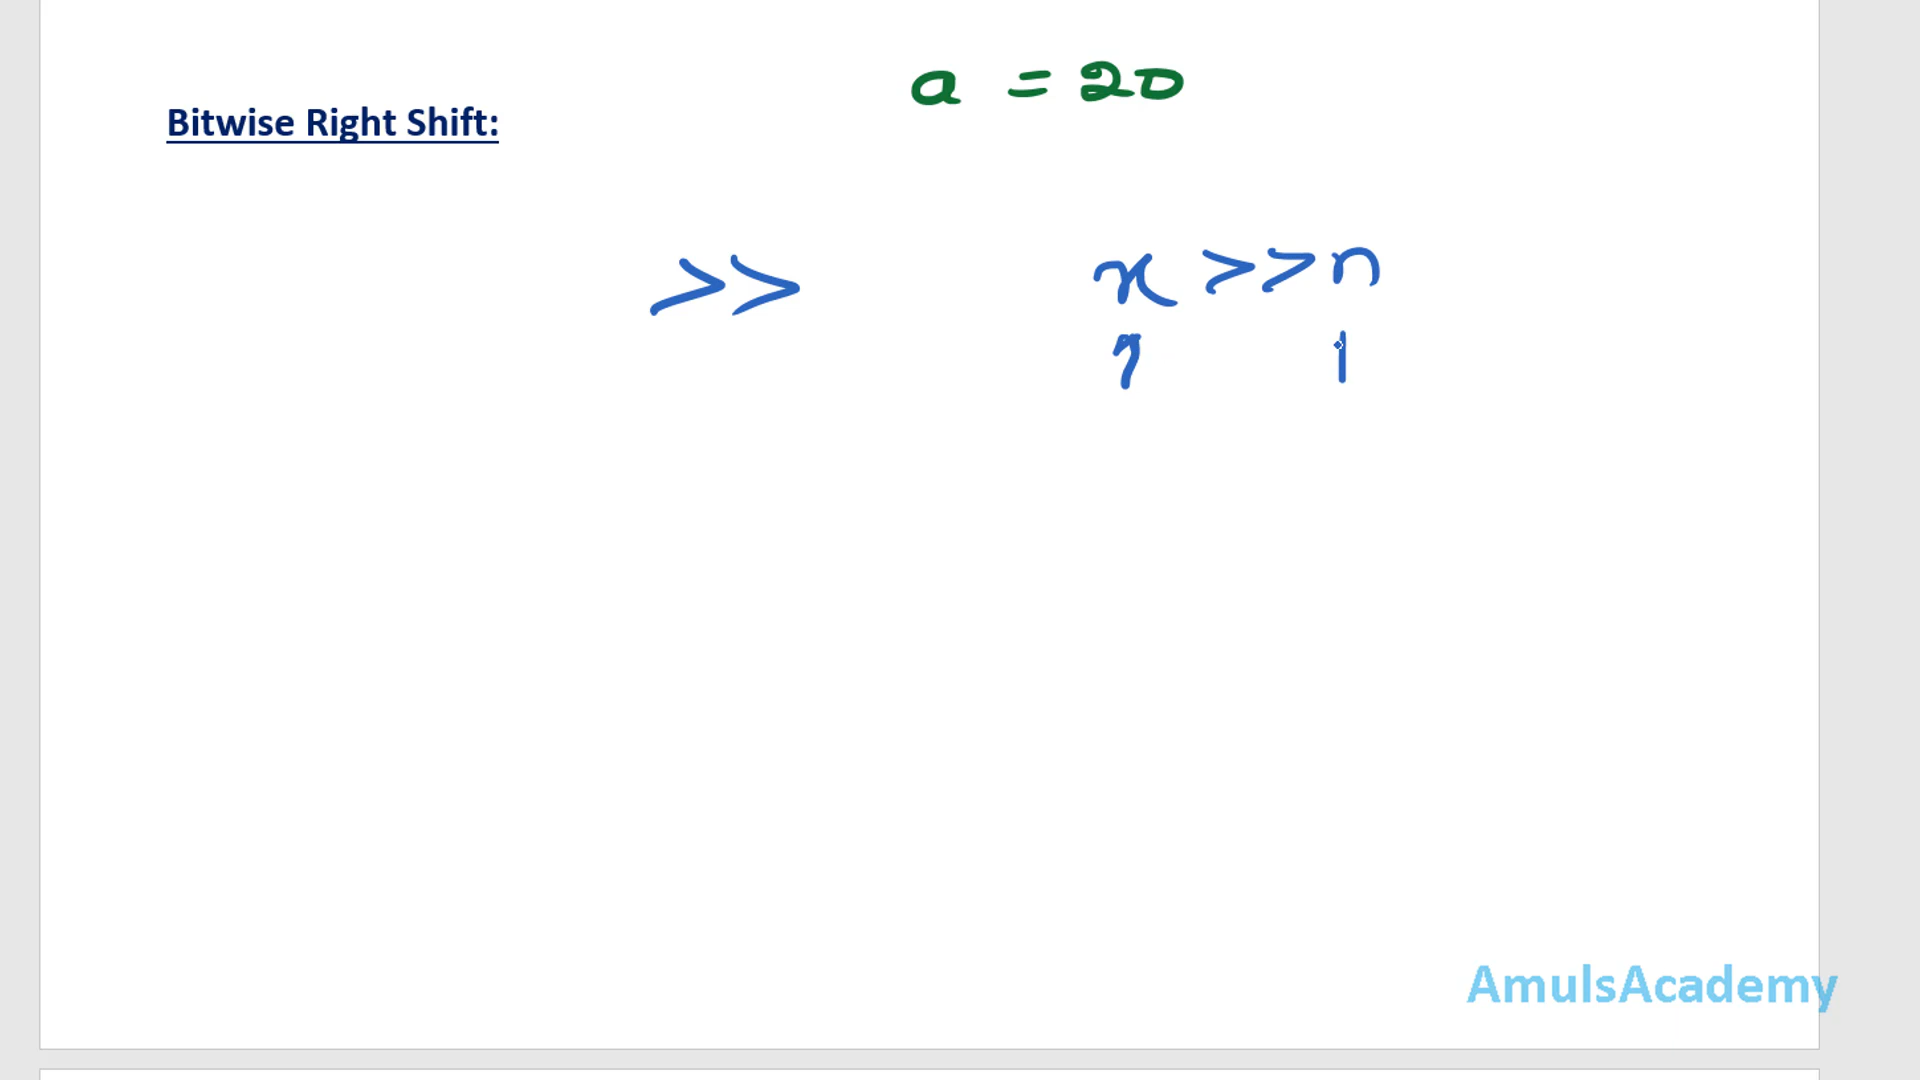 a = 20
Bitwise Right Shift:
>> x >> n
AmulsAcademy